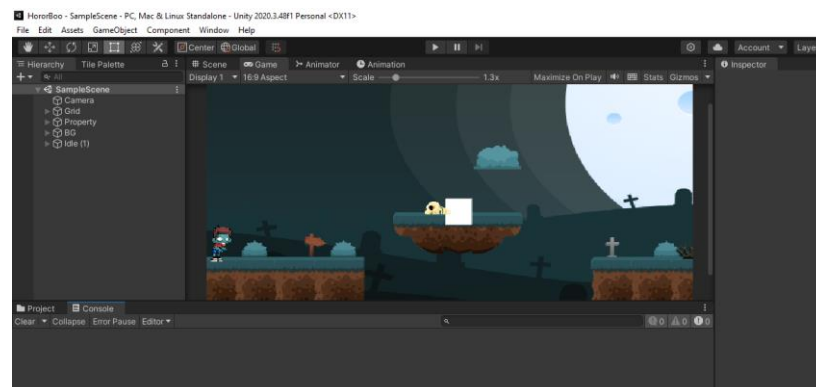 HororBoo - SampleScene - PC, Mac & Linux Standalone - Unity 2020.3.48f1 Personal <DX11>
File Edit Assets GameObject Component Window Help
Center Global Account Laye
Hierarchy Tile Palette Scene Game Animator Animation Inspector
All Display 1 16:9 Aspect Scale 1.3x Maximize On Play Stats Gizmos
SampleScene
Camera
Grid
Property
BG
Idle (1)
Project Console
Clear Collapse Error Pause Editor 0 0 0